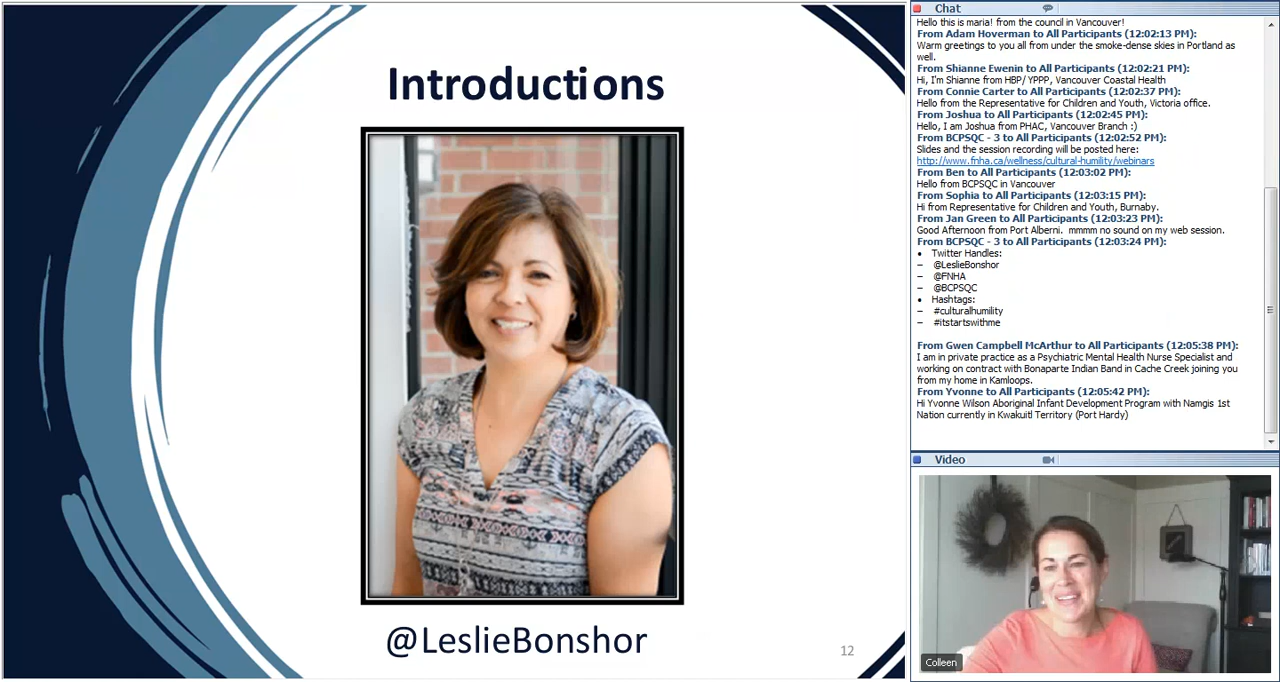 Introductions
@LeslieBonshor
12
Chat
Hello this is maria! from the council in Vancouver!
From Adam Hoverman to All Participants (12:02:13 PM):
Warm greetings to you all from under the smoke-dense skies in Portland as
well.
From Shianne Ewenin to All Participants (12:02:21 PM):
Hi, I'm Shianne from HBP/ YPPP, Vancouver Coastal Health
From Connie Carter to All Participants (12:02:37 PM):
Hello from the Representative for Children and Youth, Victoria office.
From Joshua to All Participants (12:02:45 PM):
Hello, I am Joshua from PHAC, Vancouver Branch :)
From BCPSQC - 3 to All Participants (12:02:52 PM):
Slides and the session recording will be posted here:
http://www.fnha.ca/wellness/cultural-humility/webinars
From Ben to All Participants (12:03:02 PM):
Hello from BCPSQC in Vancouver
From Sophia to All Participants (12:03:15 PM):
Hi from Representative for Children and Youth, Burnaby.
From Jan Green to All Participants (12:03:23 PM):
Good Afternoon from Port Alberni.  mmmm no sound on my web session.
From BCPSQC - 3 to All Participants (12:03:24 PM):
• Twitter Handles:
– @LeslieBonshor
– @FNHA
– @BCPSQC
• Hashtags:
– #culturalhumility
– #itstartswithme
From Gwen Campbell McArthur to All Participants (12:05:38 PM):
I am in private practice as a Psychiatric Mental Health Nurse Specialist and
working on contract with Bonaparte Indian Band in Cache Creek joining you
from my home in Kamloops.
From Yvonne to All Participants (12:05:42 PM):
Hi Yvonne Wilson Aboriginal Infant Development Program with Namgis 1st
Nation currently in Kwakuitl Territory (Port Hardy)
Video
Colleen